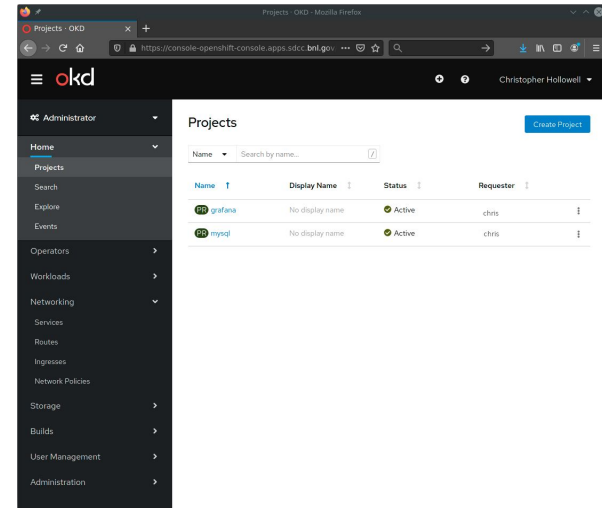 Projects · OKD - Mozilla Firefox
Projects · OKD × +
https://console-openshift-console.apps.sdcc.bnl.gov
okd
Christopher Hollowell
Administrator
Home
Projects
Search
Explore
Events
Operators
Workloads
Networking
Services
Routes
Ingresses
Network Policies
Storage
Builds
User Management
Administration
Projects
Create Project
Name Search by name... /
Name Display Name Status Requester
PR grafana No display name Active chris
PR mysql No display name Active chris